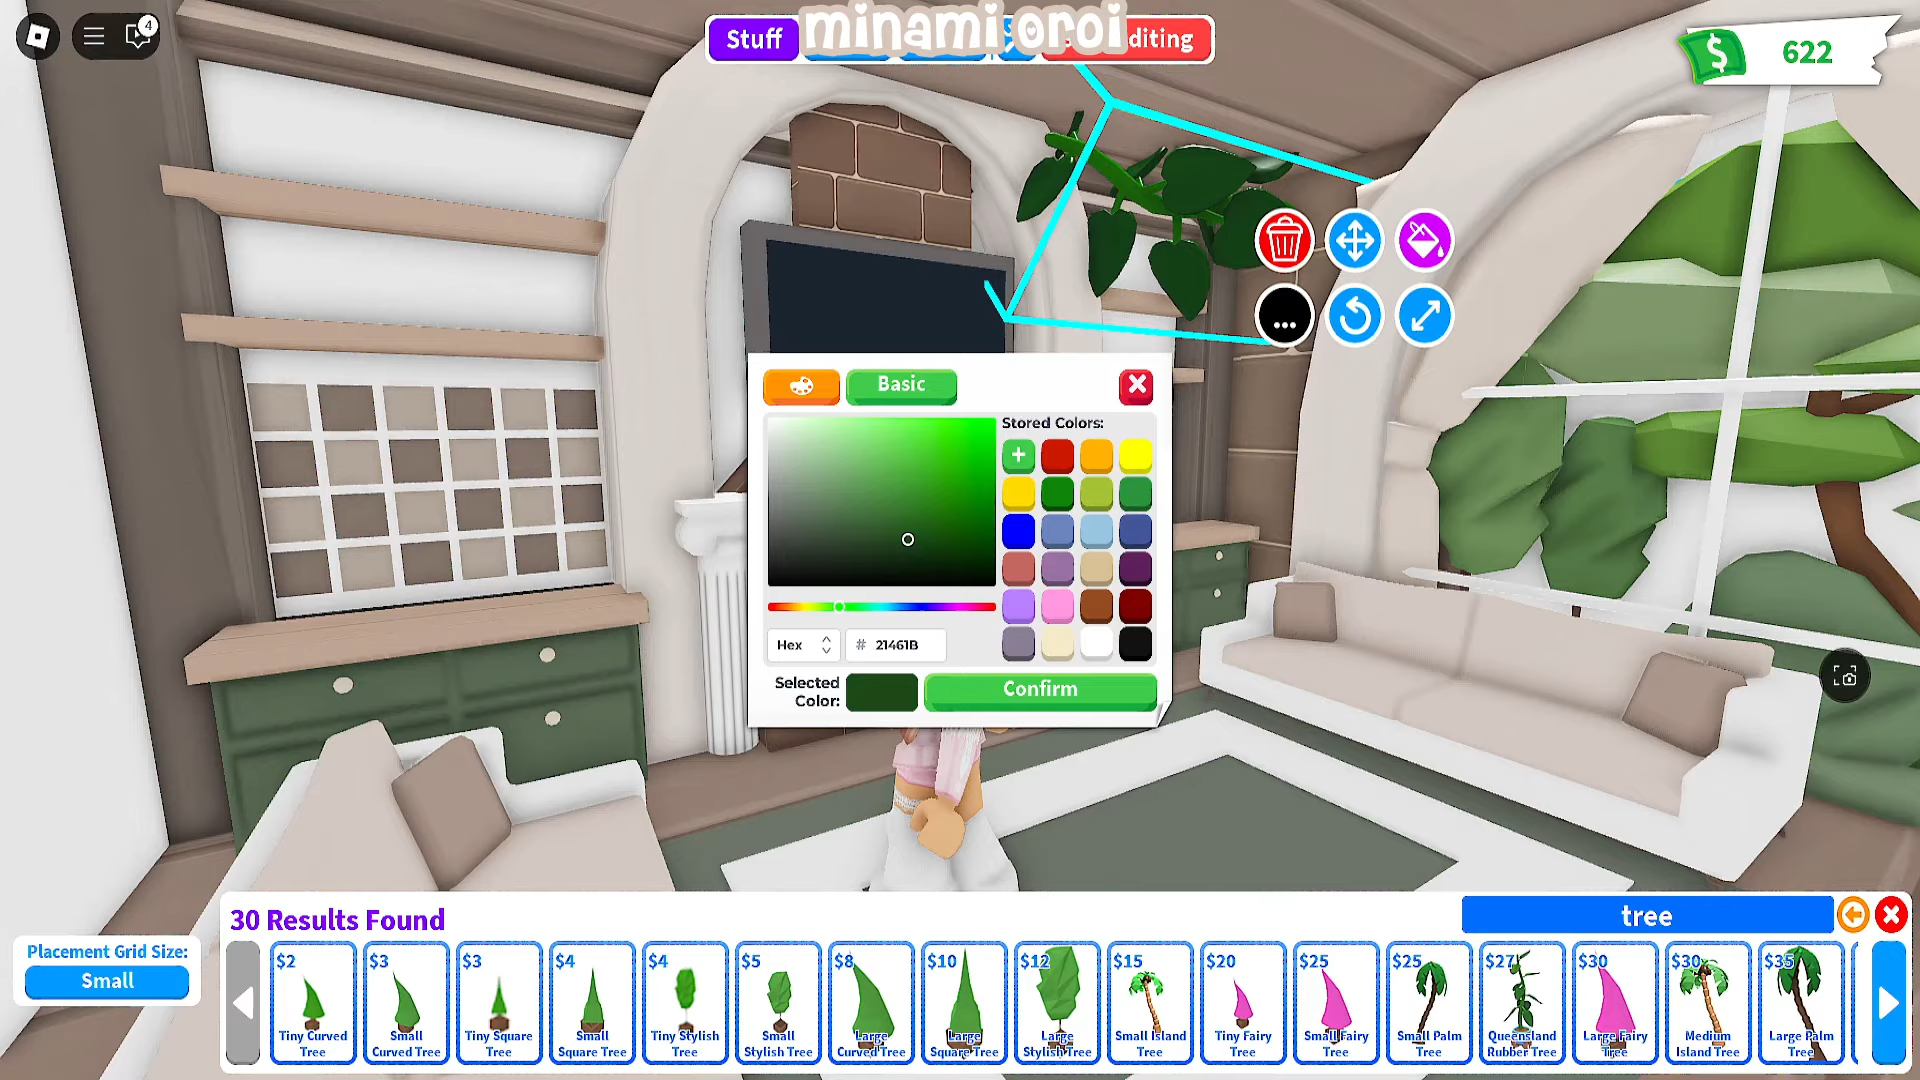 4
Stuff
minami oroi
diting
622
Basic
Stored Colors:
Hex
# 21461B
Selected
Color:
Confirm
30 Results Found
tree
Placement Grid Size:
Small
$2
Tiny Curved
Tree
$3
Small
Curved Tree
$3
Tiny Square
Tree
$4
Small
Square Tree
$4
Tiny Stylish
Tree
$5
Small
Stylish Tree
$8
Large
Curved Tree
$10
Large
Square Tree
$12
Large
Stylish Tree
$15
Small Island
Tree
$20
Tiny Fairy
Tree
$25
Small Fairy
Tree
$25
Small Palm
Tree
$27
Queensland
Rubber Tree
$30
Large Fairy
Tree
$30
Medium
Island Tree
$35
Large Palm
Tree